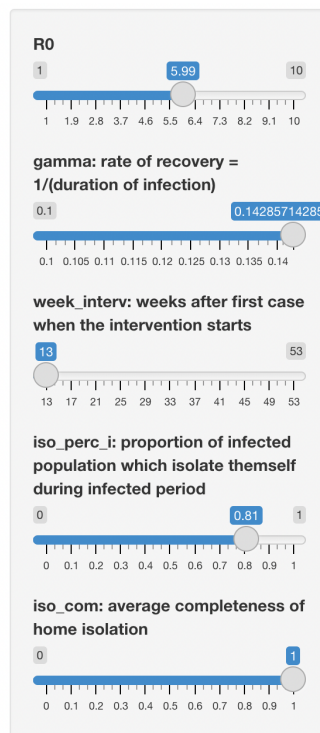 R0
1 5.99 10
1 1.9 2.8 3.7 4.6 5.5 6.4 7.3 8.2 9.1 10
gamma: rate of recovery =
1/(duration of infection)
0.1 0.14285714285
0.1 0.105 0.11 0.115 0.12 0.125 0.13 0.135 0.14
week_interv: weeks after first case
when the intervention starts
13 53
13 17 21 25 29 33 37 41 45 49 53
iso_perc_i: proportion of infected
population which isolate themself
during infected period
0 0.81 1
0 0.1 0.2 0.3 0.4 0.5 0.6 0.7 0.8 0.9 1
iso_com: average completeness of
home isolation
0 1
0 0.1 0.2 0.3 0.4 0.5 0.6 0.7 0.8 0.9 1